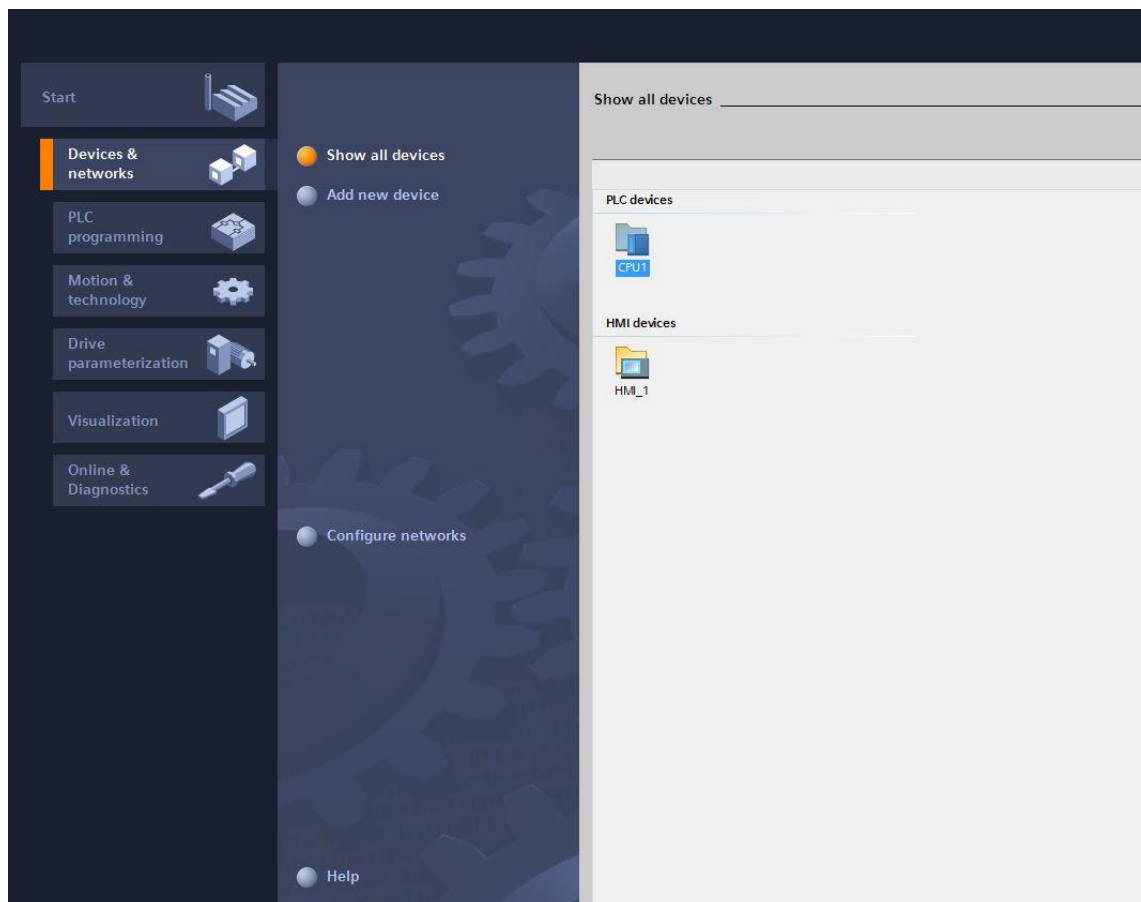 Start
Devices &
networks
PLC
programming
Motion &
technology
Drive
parameterization
Visualization
Online &
Diagnostics
Show all devices
Add new device
Configure networks
Help
Show all devices
PLC devices
CPU1
HMI devices
HMI_1